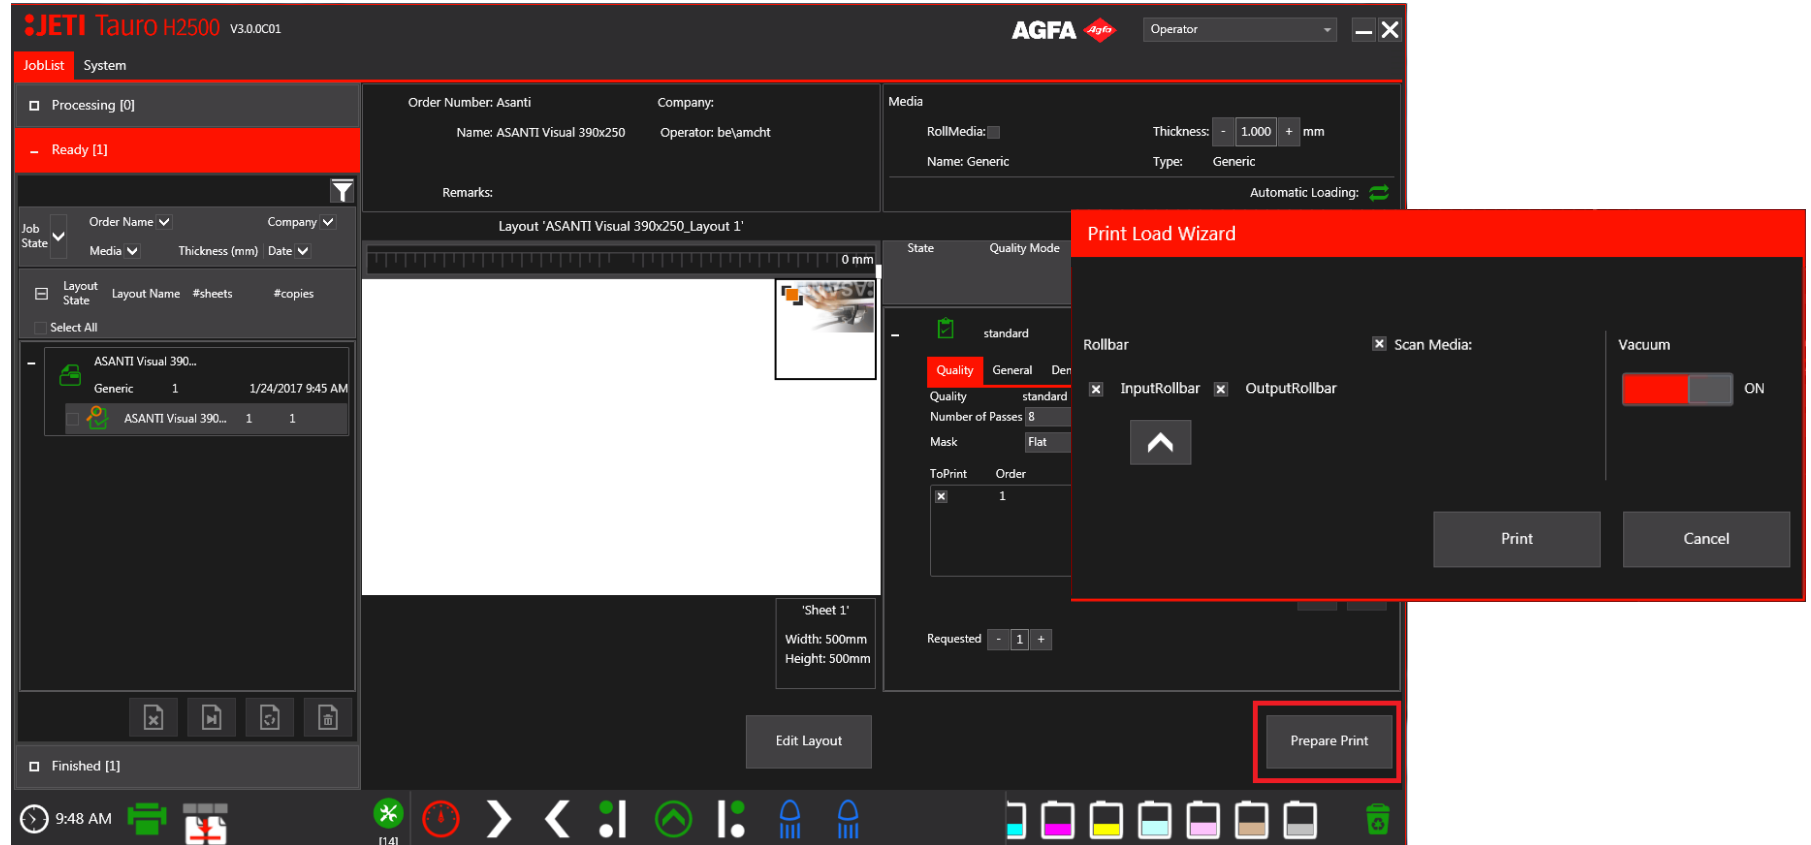 JETI Tauro H2500 V3.0.0C01
AGFA Agfa
Operator
JobList System
Processing [0]
Ready [1]
Job State
Order Name
Company
Media
Thickness (mm)
Date
Layout State
Layout Name
#sheets
#copies
Select All
ASANTI Visual 390...
Generic 1 1/24/2017 9:45 AM
ASANTI Visual 390... 1 1
Finished [1]
Order Number: Asanti
Company:
Name: ASANTI Visual 390x250
Operator: be\amcht
Remarks:
Layout 'ASANTI Visual 390x250_Layout 1'
0 mm
'Sheet 1'
Width: 500mm
Height: 500mm
Edit Layout
Media
RollMedia:
Thickness: - 1.000 + mm
Name: Generic
Type: Generic
Automatic Loading:
State
Quality Mode
standard
Quality General Den
Quality standard
Number of Passes 8
Mask Flat
ToPrint Order
1
Requested - 1 +
Prepare Print
Print Load Wizard
Rollbar
Scan Media:
Vacuum
InputRollbar OutputRollbar
ON
Print Cancel
9:48 AM
[14]